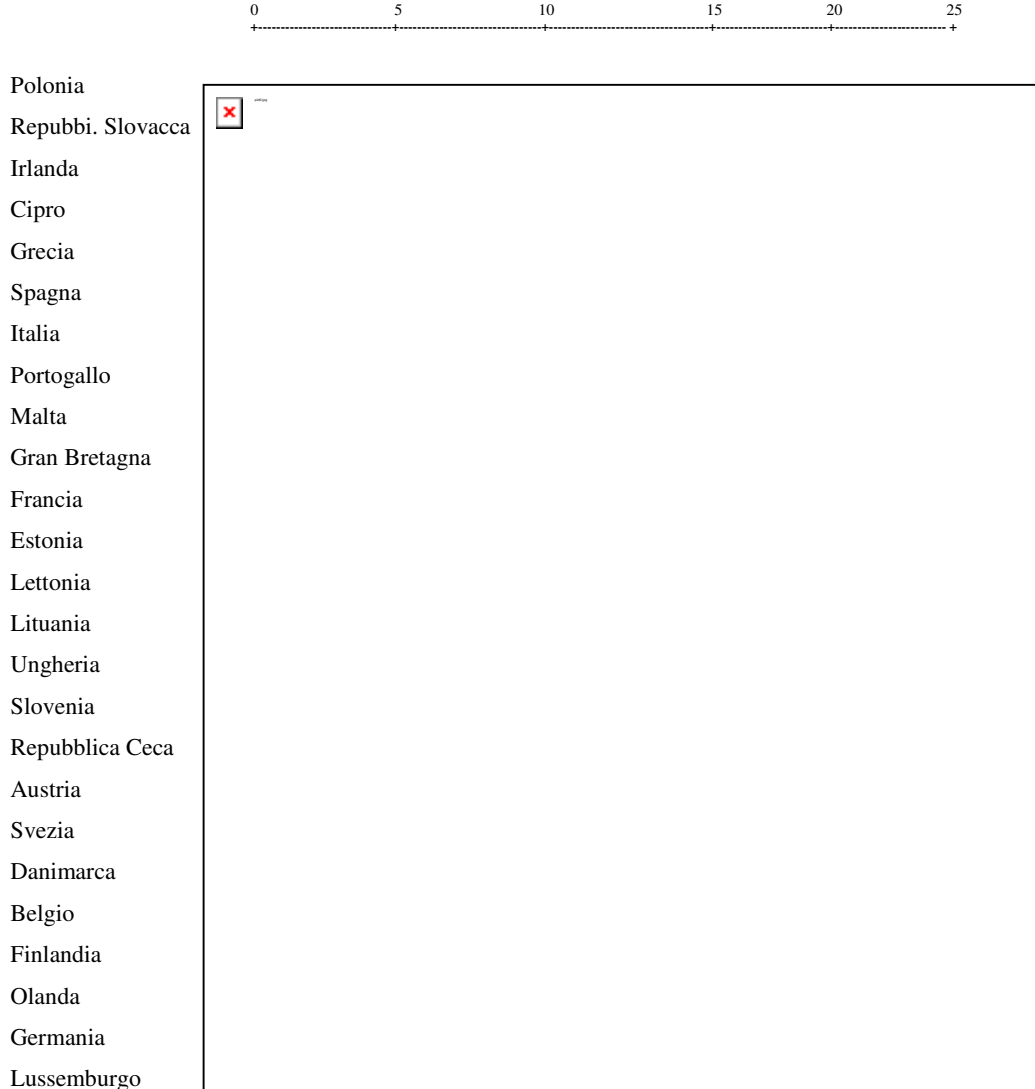 0 5 10 15 20 25
+---------------------+----------------------+-------------------------+------------------+------------------ +
Polonia
Repubbi. Slovacca
Irlanda
Cipro
Grecia
Spagna
Italia
Portogallo
Malta
Gran Bretagna
Francia
Estonia
Lettonia
Lituania
Ungheria
Slovenia
Repubblica Ceca
Austria
Svezia
Danimarca
Belgio
Finlandia
Olanda
Germania
Lussemburgo